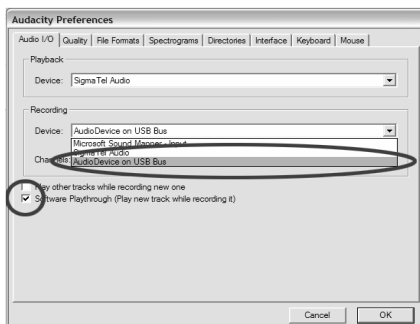 Audacity Preferences
Audio I/O Quality File Formats Spectrograms Directories Interface Keyboard Mouse
Playback
Device: SigmaTel Audio
Recording
Device: AudioDevice on USB Bus
Microsoft Sound Mapper - Input
SigmaTel Audio
Channels: AudioDevice on USB Bus
Play other tracks while recording new one
Software Playthrough (Play new track while recording it)
Cancel OK